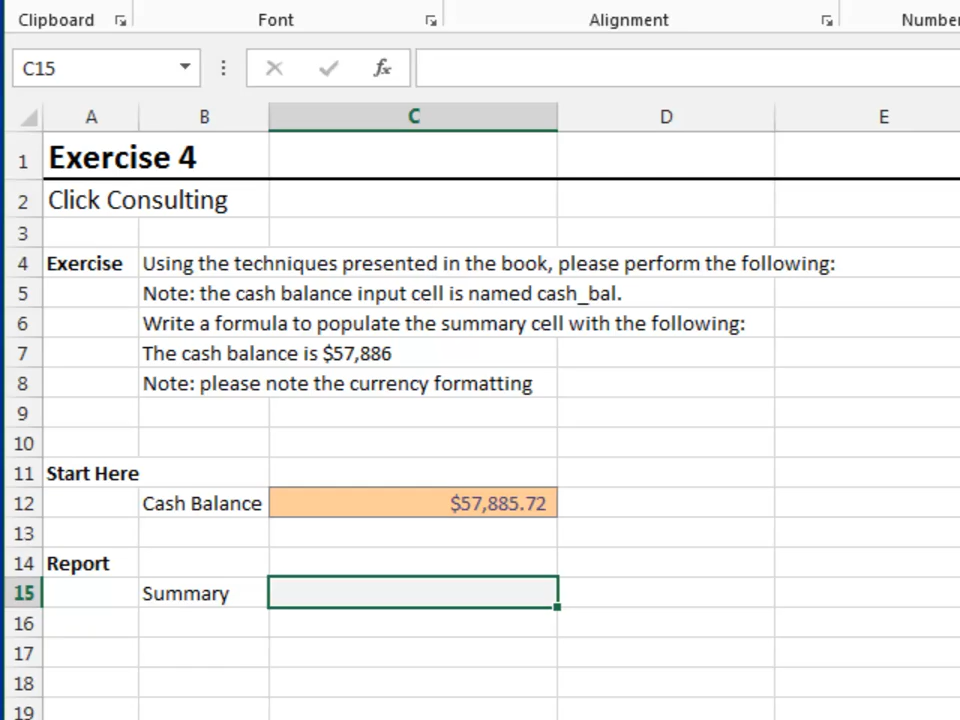 Clipboard Font Alignment Number
C15 fx
A B C D E
1 Exercise 4
2 Click Consulting
3
4 Exercise Using the techniques presented in the book, please perform the following:
5 Note: the cash balance input cell is named cash_bal.
6 Write a formula to populate the summary cell with the following:
7 The cash balance is $57,886
8 Note: please note the currency formatting
9
10
11 Start Here
12 Cash Balance $57,885.72
13
14 Report
15 Summary
16
17
18
19